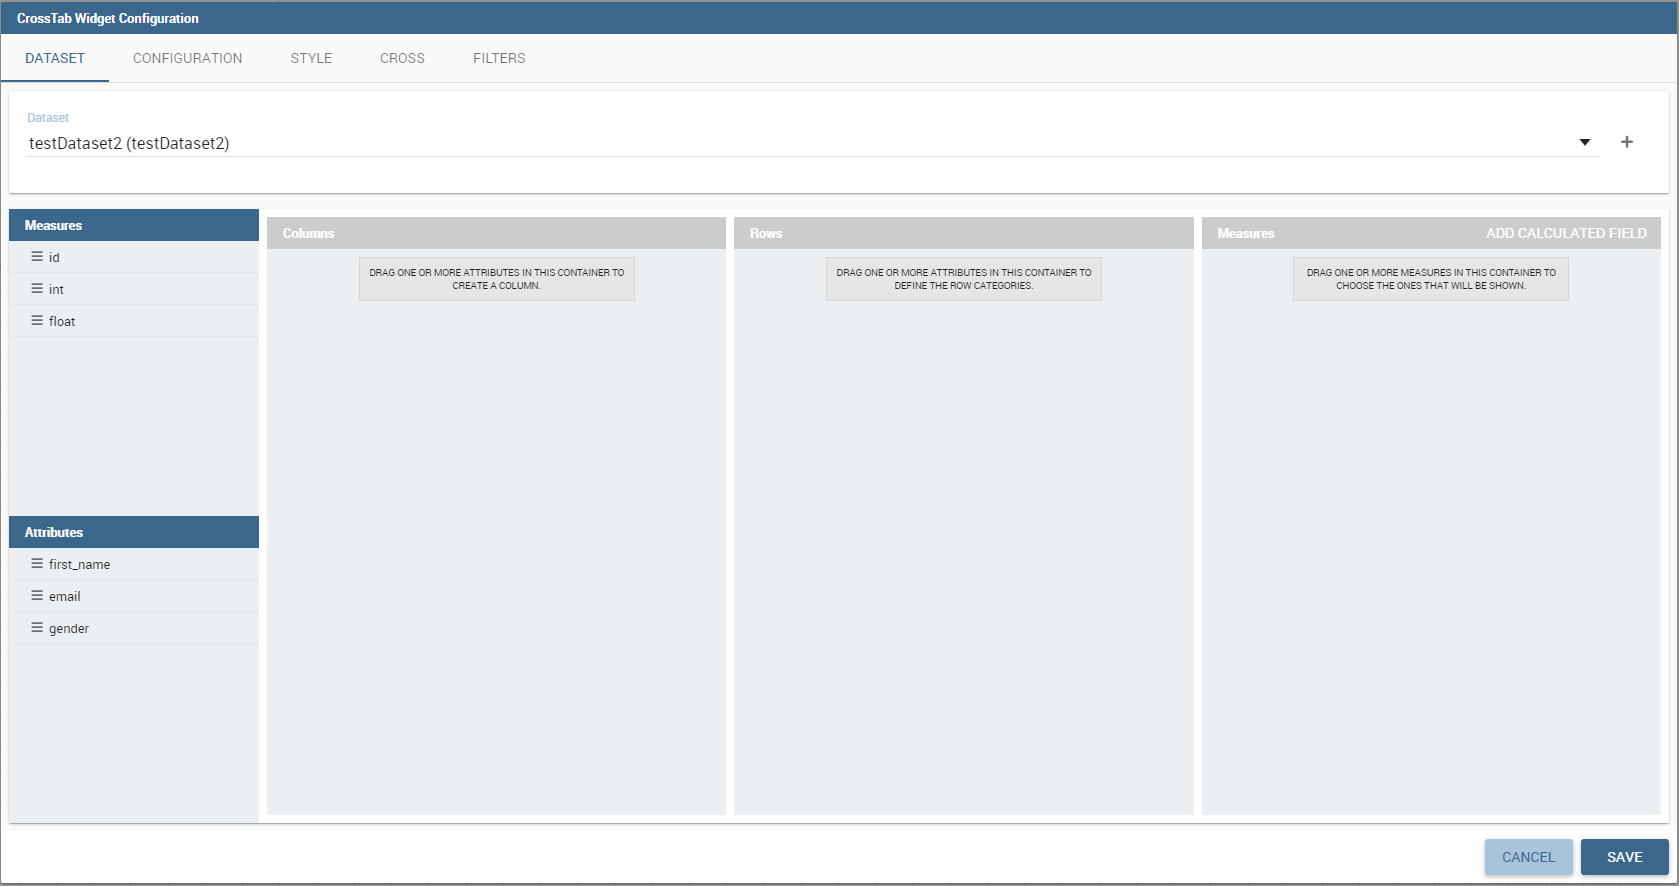 CrossTab Widget Configuration
DATASET CONFIGURATION STYLE CROSS FILTERS
Dataset
testDataset2 (testDataset2)
Measures
id
int
float
Attributes
first_name
email
gender
Columns
DRAG ONE OR MORE ATTRIBUTES IN THIS CONTAINER TO
CREATE A COLUMN.
Rows
DRAG ONE OR MORE ATTRIBUTES IN THIS CONTAINER TO
DEFINE THE ROW CATEGORIES.
Measures ADD CALCULATED FIELD
DRAG ONE OR MORE MEASURES IN THIS CONTAINER TO
CHOOSE THE ONES THAT WILL BE SHOWN.
CANCEL SAVE